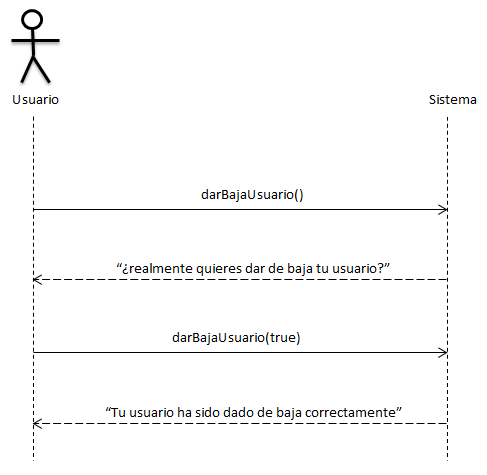 Usuario
Sistema
darBajaUsuario()
“¿realmente quieres dar de baja tu usuario?”
darBajaUsuario(true)
“Tu usuario ha sido dado de baja correctamente”